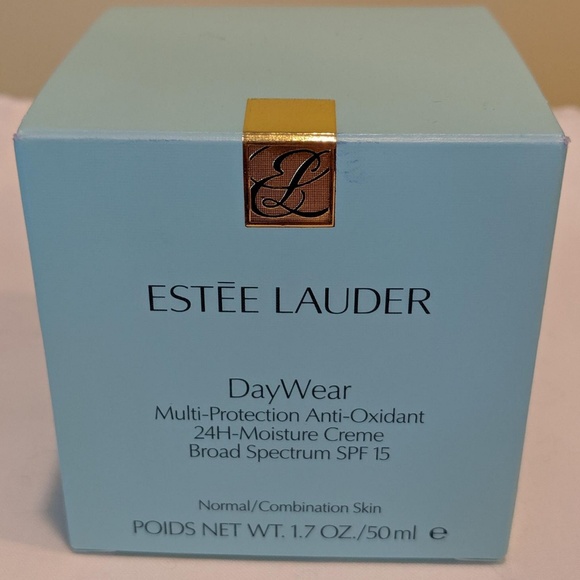 EL
ESTĒE LAUDER
DayWear
Multi-Protection Anti-Oxidant
24H-Moisture Creme
Broad Spectrum SPF 15
Normal/Combination Skin
POIDS NET WT. 1.7 OZ./50 ml ℮